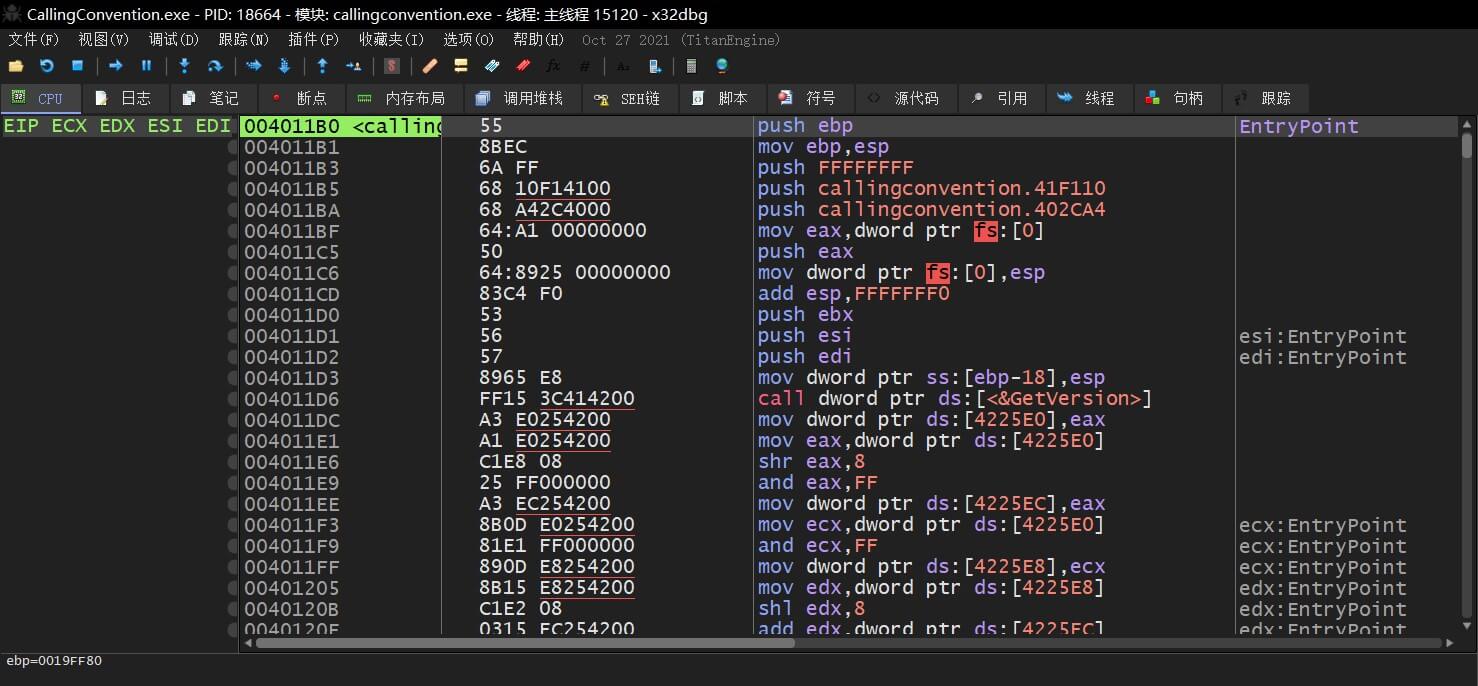 CallingConvention.exe - PID: 18664 - 模块: callingconvention.exe - 线程: 主线程 15120 - x32dbg
文件(F) 视图(V) 调试(D) 跟踪(N) 插件(P) 收藏夹(I) 选项(O) 帮助(H) Oct 27 2021 (TitanEngine)
CPU 日志 笔记 断点 内存布局 调用堆栈 SEH链 脚本 符号 源代码 引用 线程 句柄 跟踪
EIP ECX EDX ESI EDI 004011B0 <calling 55 push ebp EntryPoint
004011B1 8BEC mov ebp,esp
004011B3 6A FF push FFFFFFFF
004011B5 68 10F14100 push callingconvention.41F110
004011BA 68 A42C4000 push callingconvention.402CA4
004011BF 64:A1 00000000 mov eax,dword ptr fs:[0]
004011C5 50 push eax
004011C6 64:8925 00000000 mov dword ptr fs:[0],esp
004011CD 83C4 F0 add esp,FFFFFFF0
004011D0 53 push ebx
004011D1 56 push esi esi:EntryPoint
004011D2 57 push edi edi:EntryPoint
004011D3 8965 E8 mov dword ptr ss:[ebp-18],esp
004011D6 FF15 3C414200 call dword ptr ds:[<&GetVersion>]
004011DC A3 E0254200 mov dword ptr ds:[4225E0],eax
004011E1 A1 E0254200 mov eax,dword ptr ds:[4225E0]
004011E6 C1E8 08 shr eax,8
004011E9 25 FF000000 and eax,FF
004011EE A3 EC254200 mov dword ptr ds:[4225EC],eax
004011F3 8B0D E0254200 mov ecx,dword ptr ds:[4225E0] ecx:EntryPoint
004011F9 81E1 FF000000 and ecx,FF ecx:EntryPoint
004011FF 890D E8254200 mov dword ptr ds:[4225E8],ecx ecx:EntryPoint
00401205 8B15 E8254200 mov edx,dword ptr ds:[4225E8] edx:EntryPoint
0040120B C1E2 08 shl edx,8 edx:EntryPoint
0040120E 0315 EC254200 add edx,dword ptr ds:[4225EC] edx:EntryPoint
ebp=0019FF80